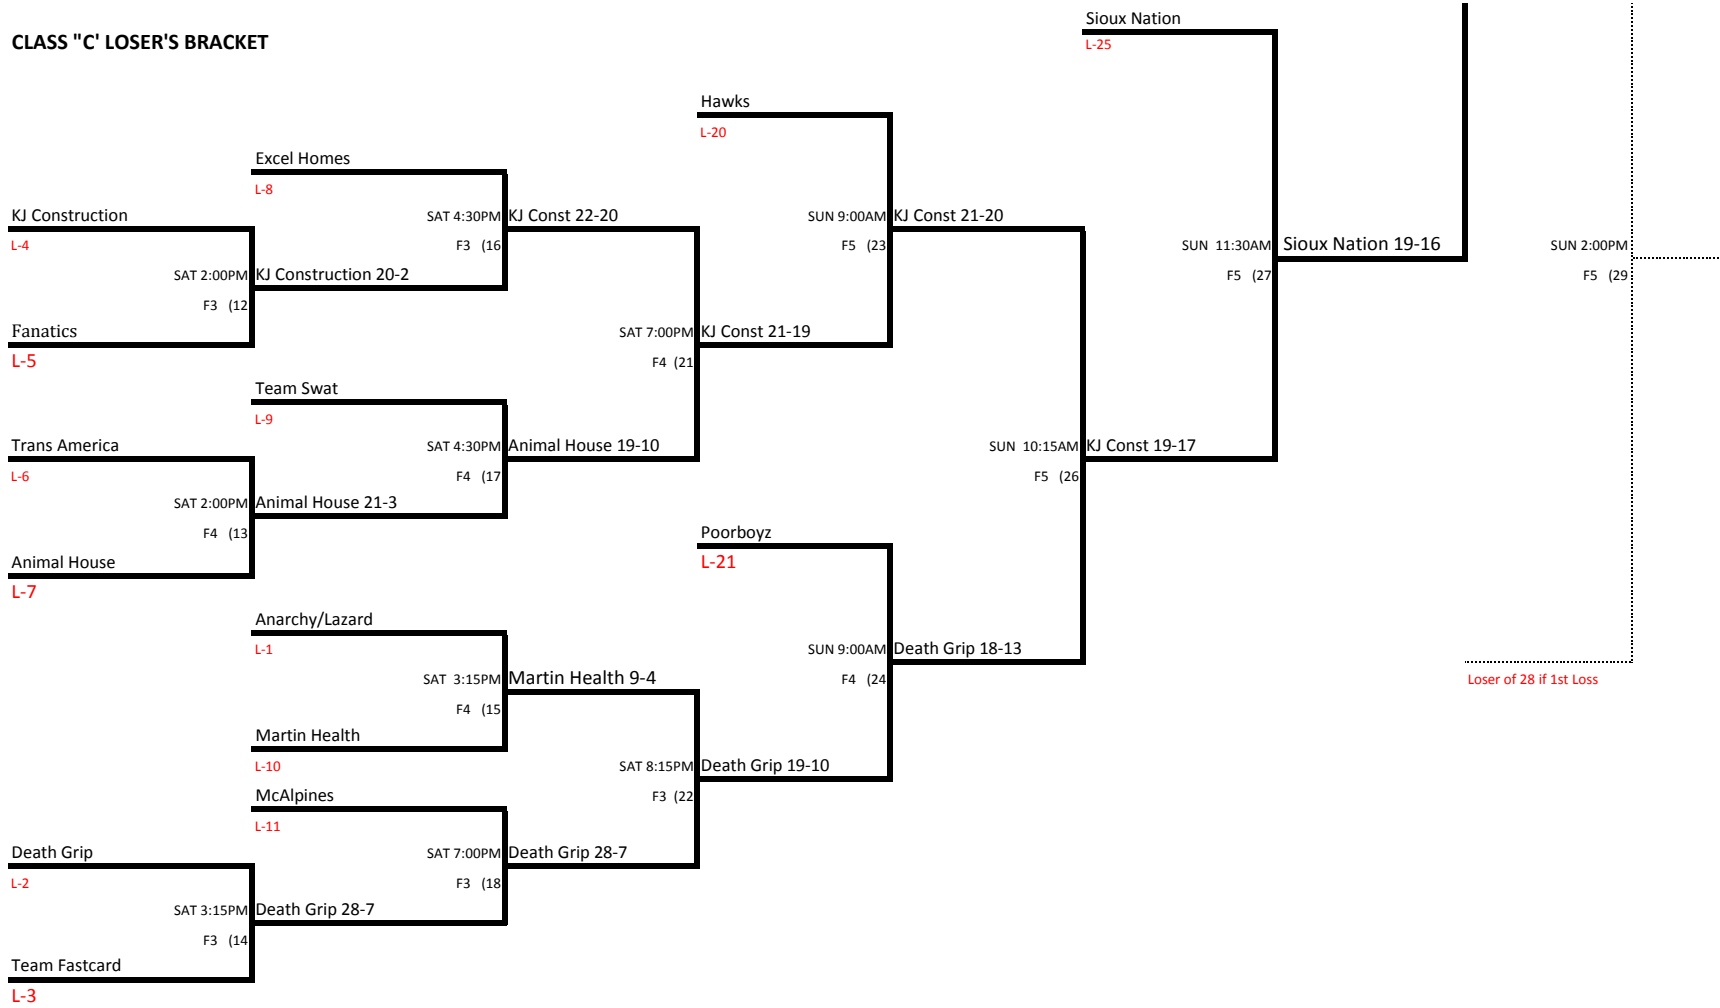 CLASS "C' LOSER'S BRACKET
Sioux Nation
L-25
Hawks
L-20
Excel Homes
L-8
KJ Construction
L-4
SAT 4:30PM
KJ Const 22-20
F3 (16
SUN 9:00AM
KJ Const 21-20
F5 (23
SUN 11:30AM
Sioux Nation 19-16
F5 (27
SUN 2:00PM
F5 (29
SAT 2:00PM
KJ Construction 20-2
F3 (12
Fanatics
L-5
SAT 7:00PM
KJ Const 21-19
F4 (21
Team Swat
L-9
Trans America
L-6
SAT 4:30PM
Animal House 19-10
F4 (17
SUN 10:15AM
KJ Const 19-17
F5 (26
SAT 2:00PM
Animal House 21-3
F4 (13
Animal House
L-7
Poorboyz
L-21
Anarchy/Lazard
L-1
SAT 3:15PM
Martin Health 9-4
F4 (15
SUN 9:00AM
Death Grip 18-13
F4 (24
Loser of 28 if 1st Loss
Martin Health
L-10
SAT 8:15PM
Death Grip 19-10
F3 (22
McAlpines
L-11
Death Grip
L-2
SAT 7:00PM
Death Grip 28-7
F3 (18
SAT 3:15PM
Death Grip 28-7
F3 (14
Team Fastcard
L-3